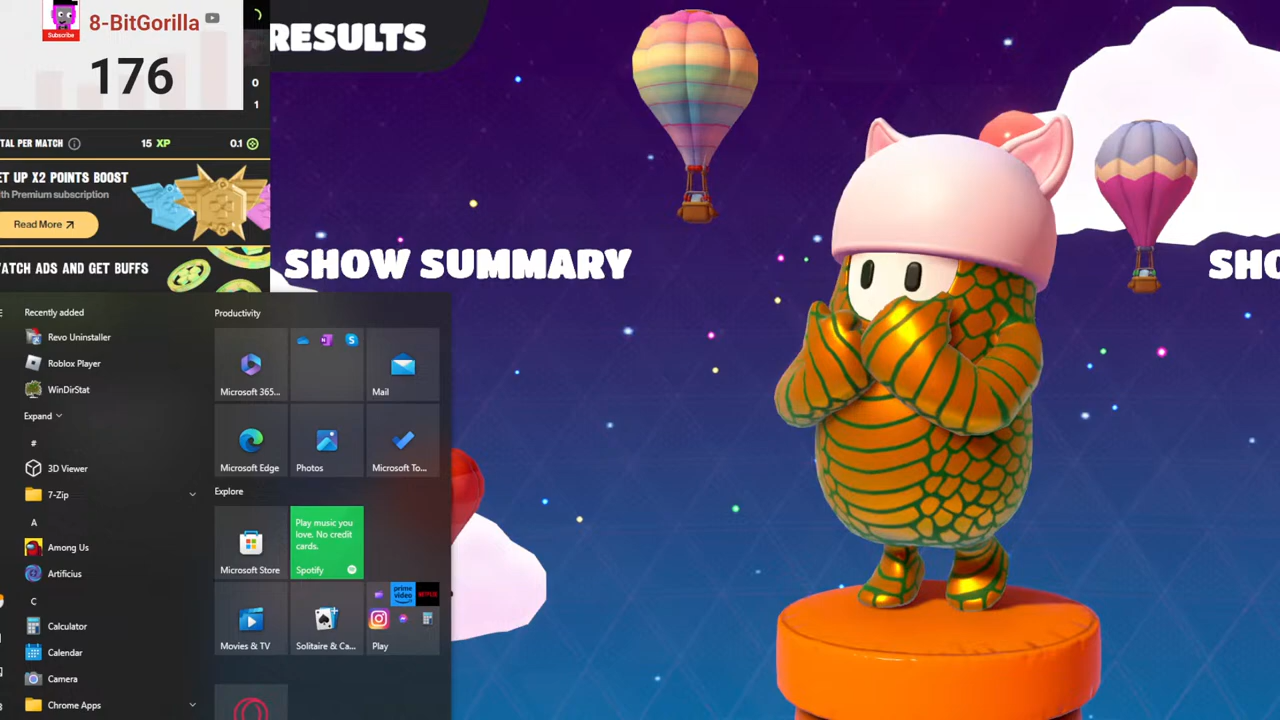 8-BitGorilla
Subscribe
176
RESULTS
0
1
TAL PER MATCH
15 XP
0.1
ET UP X2 POINTS BOOST
ith Premium subscription
Read More
WATCH ADS AND GET BUFFS
SHOW SUMMARY
SHO
Recently added
Revo Uninstaller
Roblox Player
WinDirStat
Expand
#
3D Viewer
7-Zip
A
Among Us
Artificius
C
Calculator
Calendar
Camera
Chrome Apps
Productivity
Microsoft 365...
Mail
Microsoft Edge
Photos
Microsoft To...
Explore
Microsoft Store
Play music you
love. No credit
cards.
Spotify
prime
video
NETFLIX
Movies & TV
Solitaire & Ca...
Play